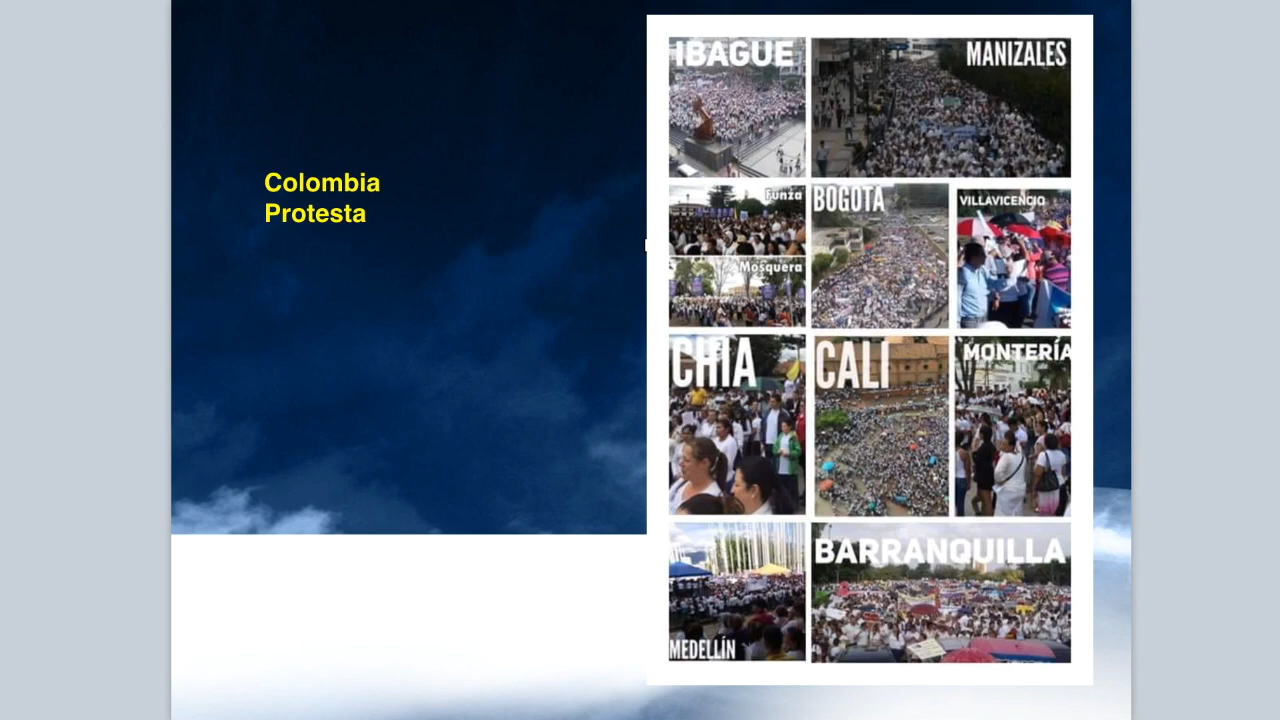 Colombia
Protesta
IBAGUE
MANIZALES
Funza
BOGOTA
VILLAVICENCIO
Mosquera
CHIA
CALI
MONTERÍA
BARRANQUILLA
MEDELLÍN